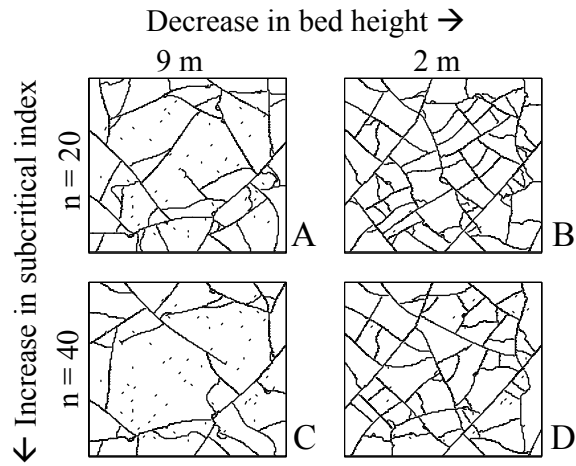 Decrease in bed height →
9 m
2 m
← Increase in subcritical index
n = 20
A
B
n = 40
C
D